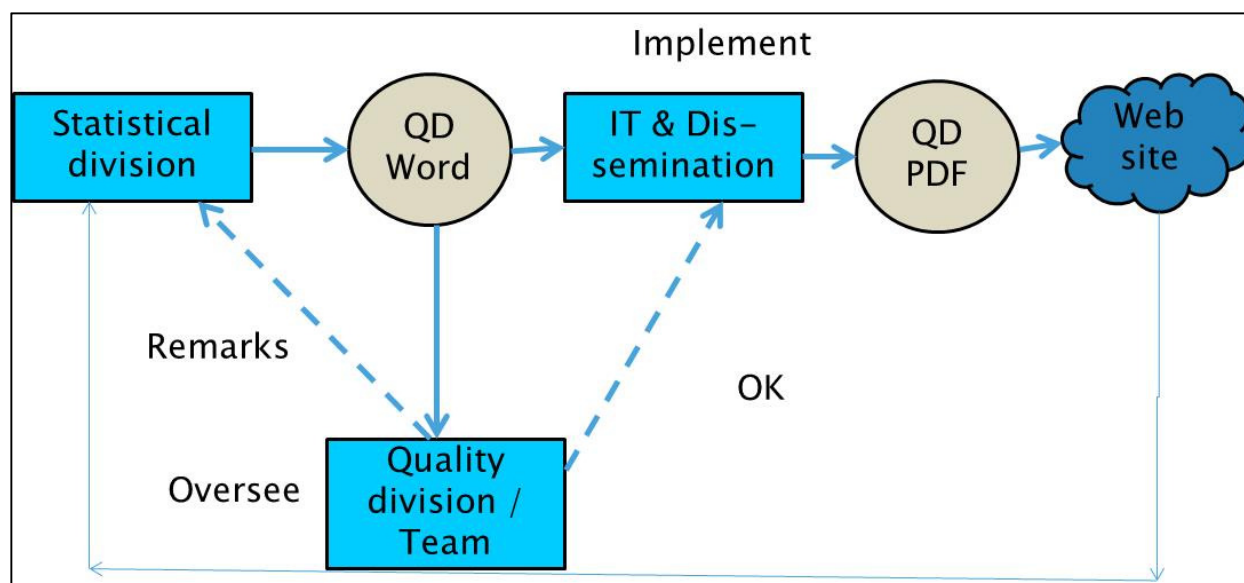 Implement
Statistical
division
QD
Word
IT & Dis-
semination
QD
PDF
Web
site
Remarks
OK
Oversee
Quality
division /
Team